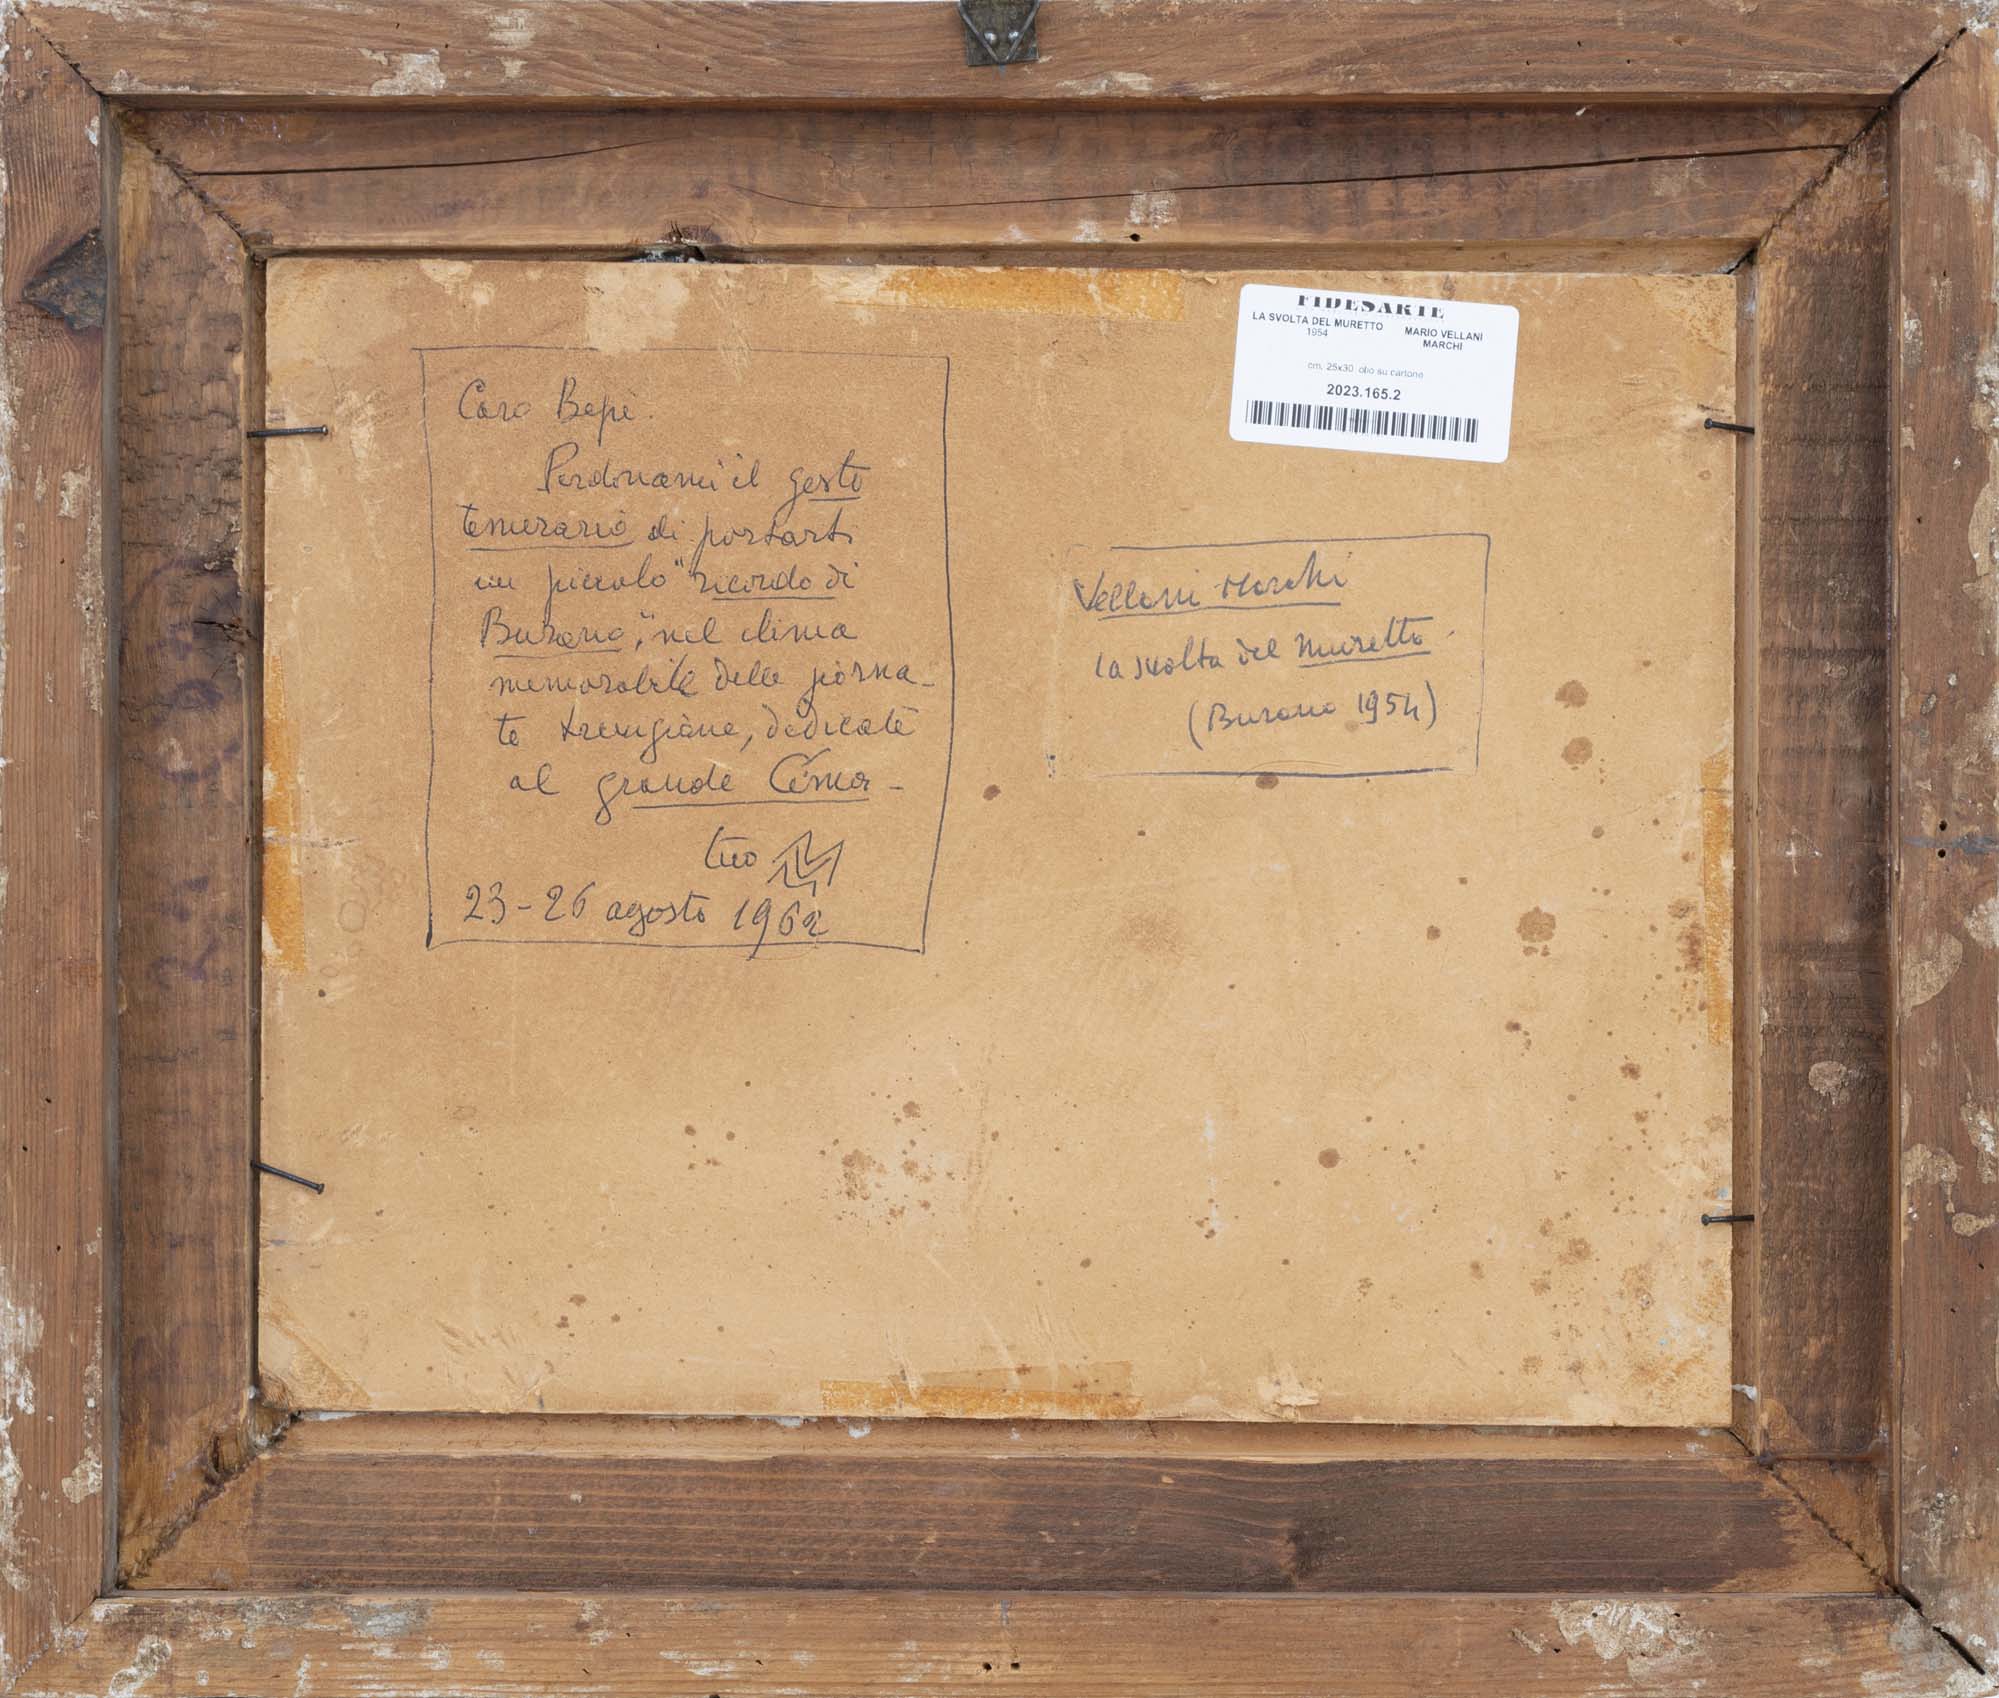 Caro Bepi.
Perdonami il gesto
temerario di portarti
un piccolo "ricordo di
Burano", nel clima
memorabile delle giorna-
te trevigiane, dedicate
al grande Cima -
tuo
23-26 agosto 1962
FIDESARTE
LA SVOLTA DEL MURETTO
1954
MARIO VELLANI
MARCHI
cm. 25x30 olio su cartone
2023.165.2
Vellani Marchi
la svolta del muretto.
(Burano 1954)